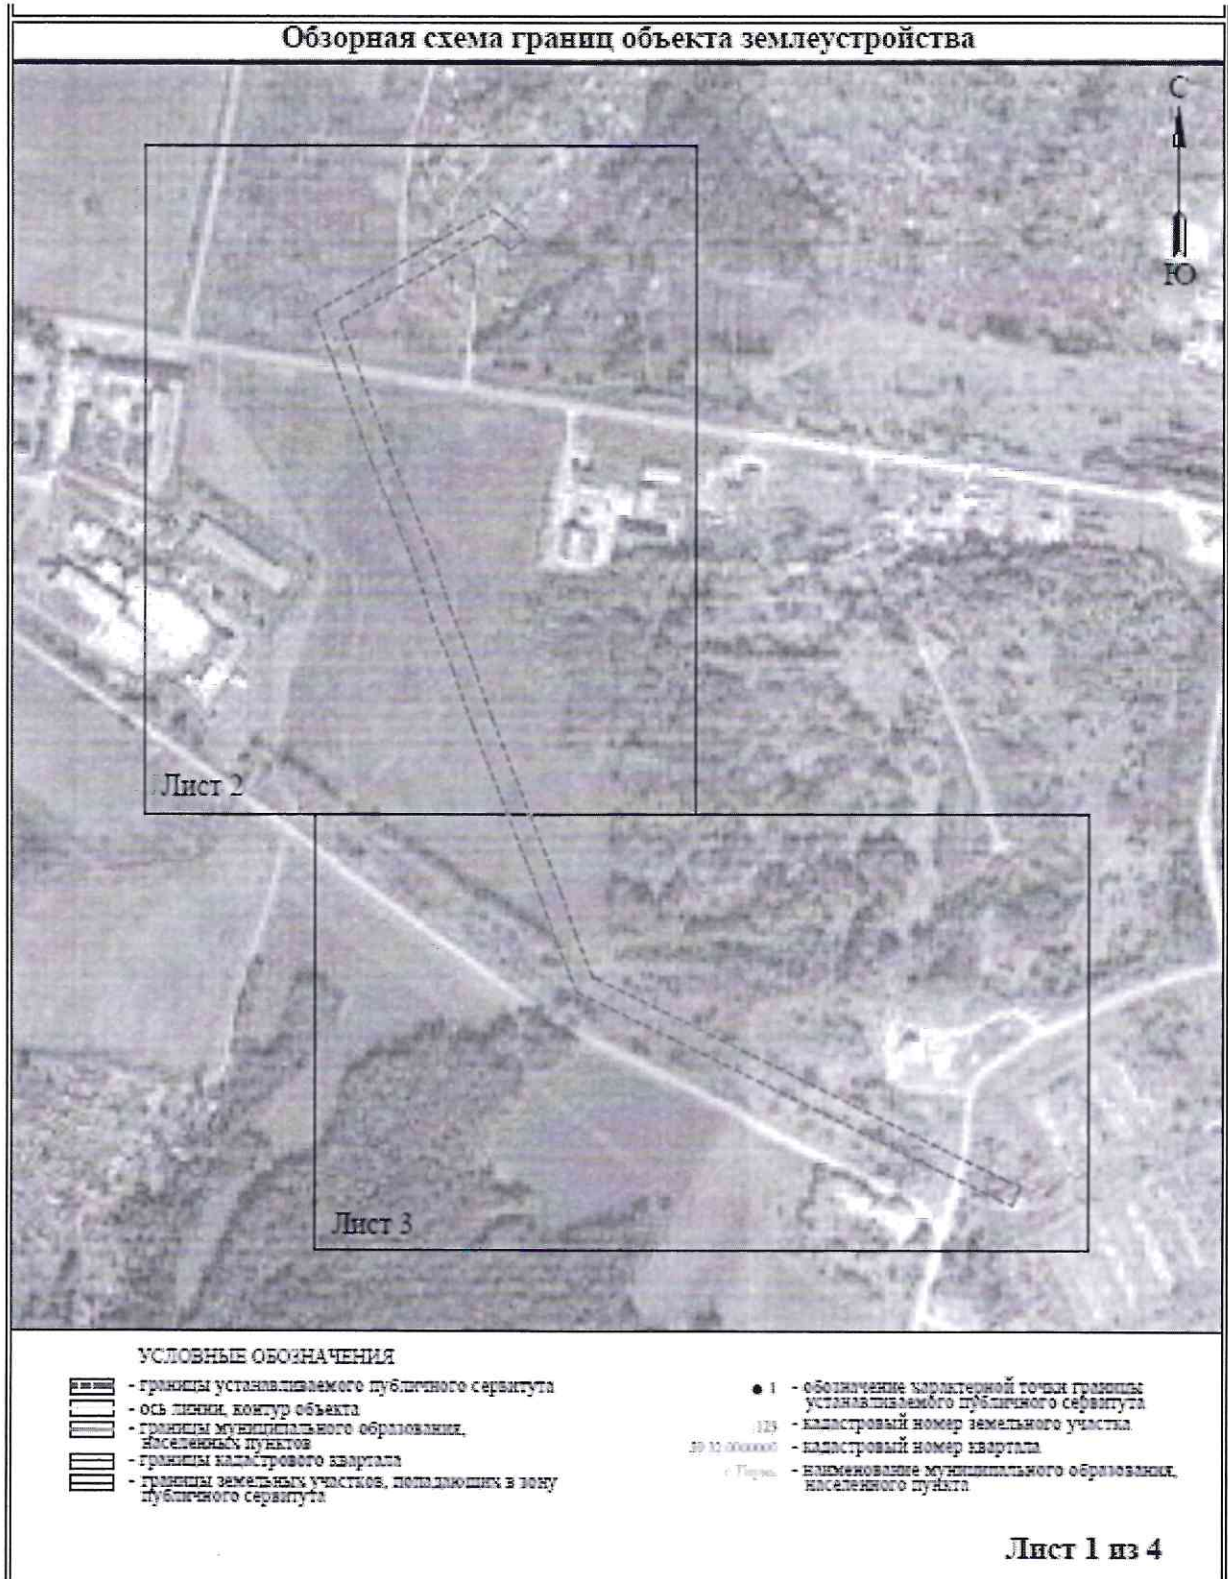 Обзорная схема границ объекта землеустройства
С
Ю
Лист 2
Лист 3
УСЛОВНЫЕ ОБОЗНАЧЕНИЯ
- границы устанавливаемого публичного сервитута
- ось линии, контур объекта
- границы муниципального образования,
населенных пунктов
- границы кадастрового квартала
- границы земельных участков, попадающих в зону
публичного сервитута
1 - обозначение характерной точки границы
устанавливаемого публичного сервитута
:123 - кадастровый номер земельного участка
- кадастровый номер квартала
- наименование муниципального образования,
населенного пункта
Лист 1 из 4